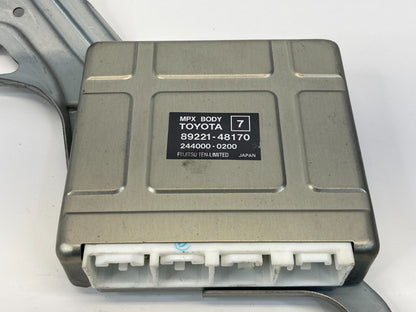 MPX BODY
TOYOTA 7
89221-48170
244000-0200
FUJITSU TEN LIMITED JAPAN